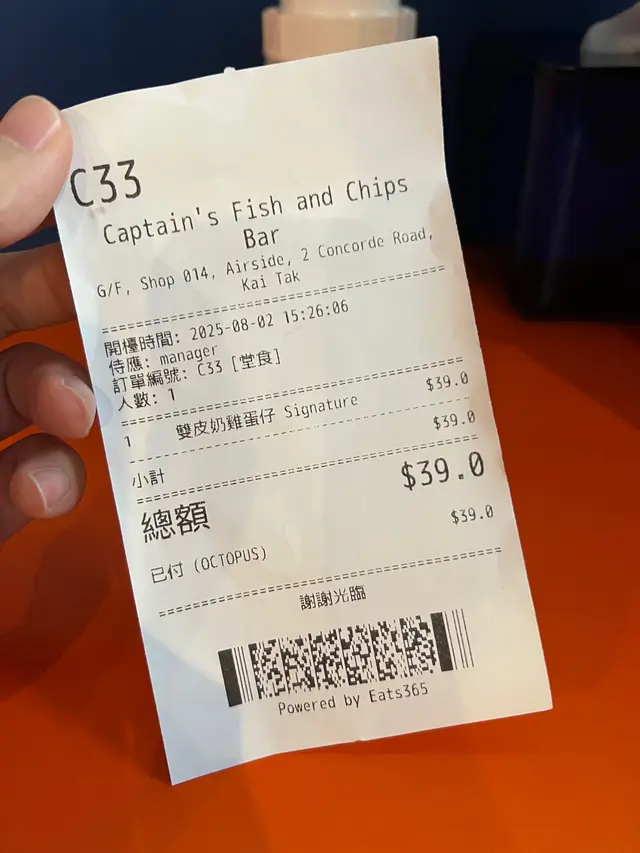 C33
Captain's Fish and Chips
Bar
G/F, Shop 014, Airside, 2 Concorde Road,
Kai Tak
開檯時間: 2025-08-02 15:26:06
侍應: manager
訂單編號: C33 [堂食]
人數: 1
1 雙皮奶雞蛋仔 Signature $39.0
小計 $39.0
總額 $39.0
已付 (OCTOPUS) $39.0
謝謝光臨
Powered by Eats365